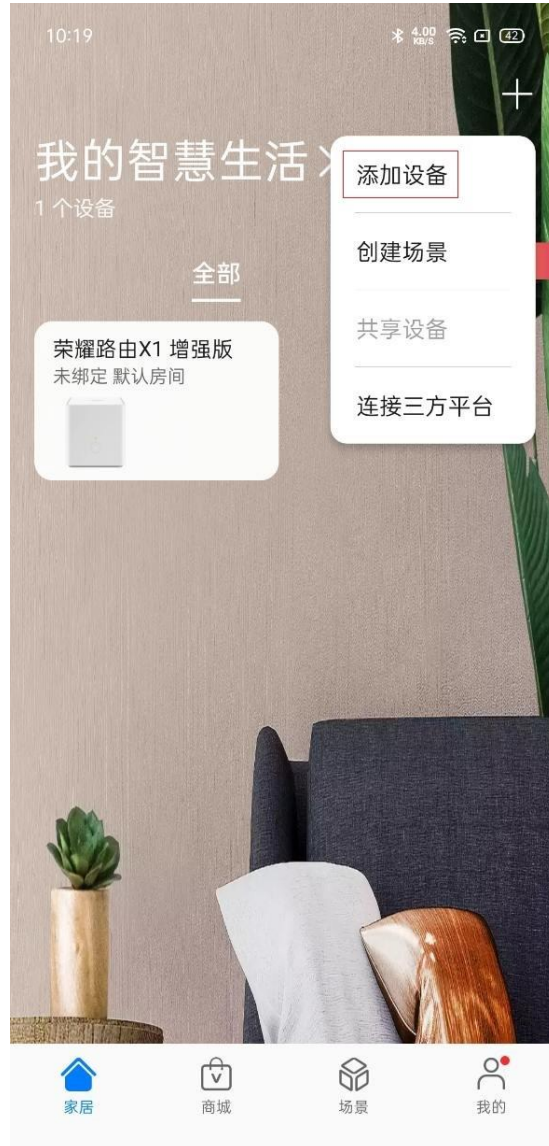 10:19
4.00 KB/S
42
我的智慧生活
1 个设备
添加设备
创建场景
共享设备
连接三方平台
全部
荣耀路由X1 增强版
未绑定 默认房间
家居
商城
场景
我的